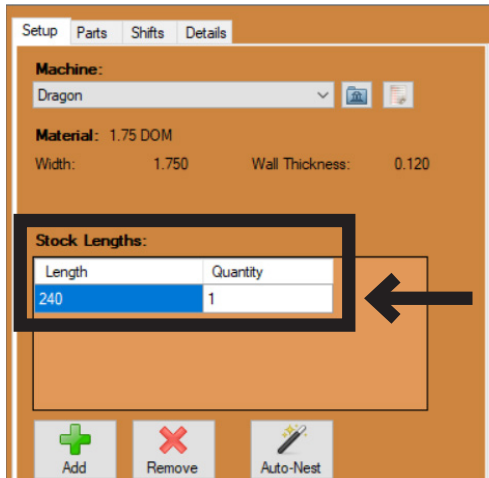 Setup Parts Shifts Details
Machine:
Dragon
Material: 1.75 DOM
Width: 1.750 Wall Thickness: 0.120
Stock Lengths:
Length Quantity
240 1
Add Remove Auto-Nest